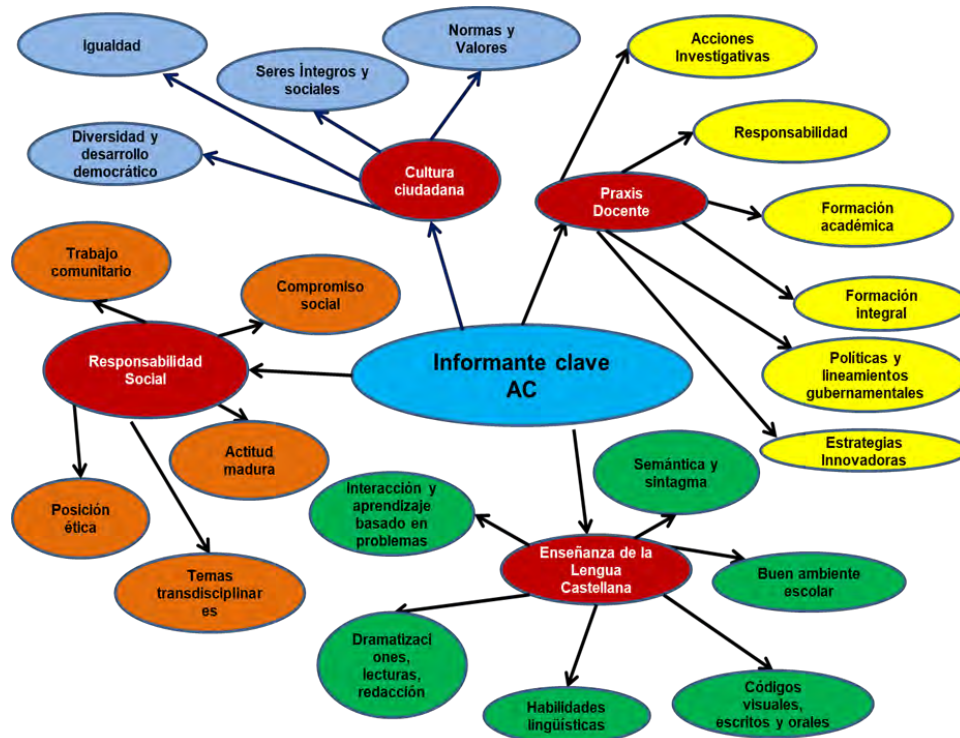 Igualdad
Seres Íntegros y
sociales
Normas y
Valores
Diversidad y
desarrollo
democrático
Cultura
ciudadana
Acciones
Investigativas
Responsabilidad
Praxis
Docente
Formación
académica
Formación
integral
Políticas y
lineamientos
gubernamentales
Estrategias
Innovadoras
Trabajo
comunitario
Compromiso
social
Responsabilidad
Social
Informante clave
AC
Actitud
madura
Posición
ética
Temas
transdisciplinar
es
Interacción y
aprendizaje
basado en
problemas
Semántica y
sintagma
Enseñanza de la
Lengua
Castellana
Buen ambiente
escolar
Dramatizaci
ones,
lecturas,
redacción
Habilidades
lingüísticas
Códigos
visuales,
escritos y orales